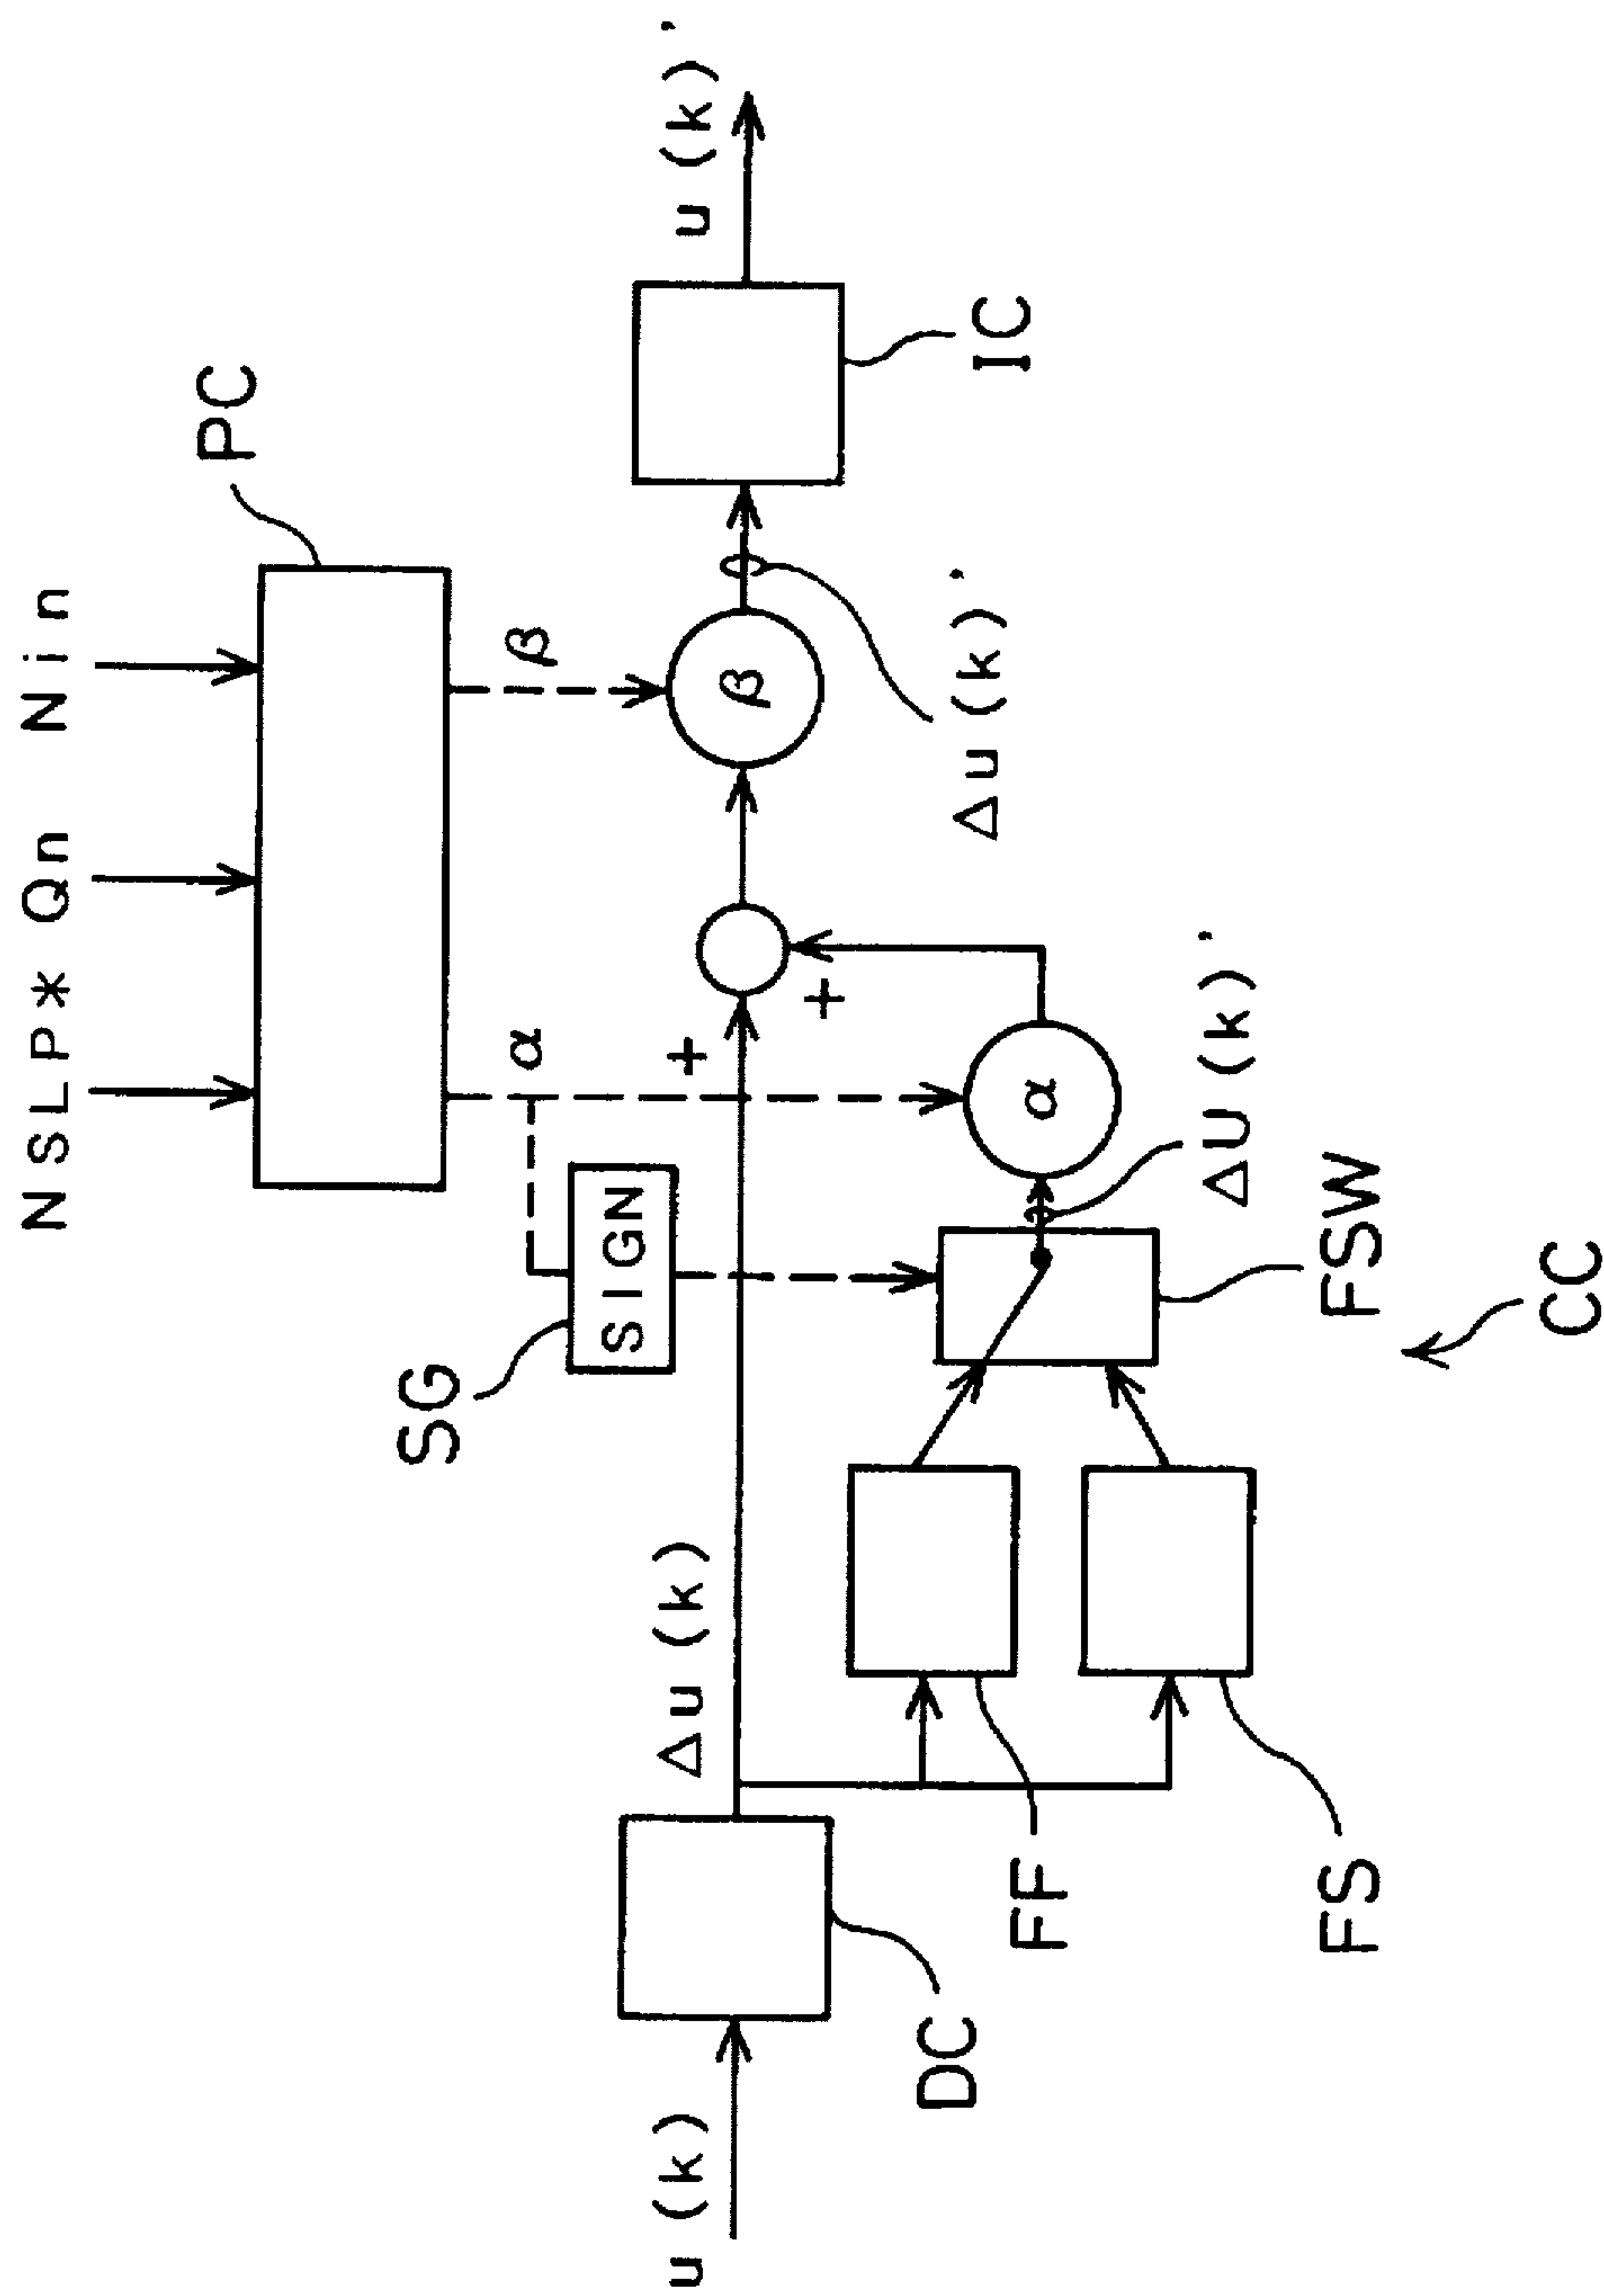 NSLP* Qn Nin
PC
α
β
SG
SIGN
u(k)
Δu(k)
+
+
β
u(k)'
DC
IC
α
Δu(k)'
ΔU(k)'
FF
FS
FSW
CC